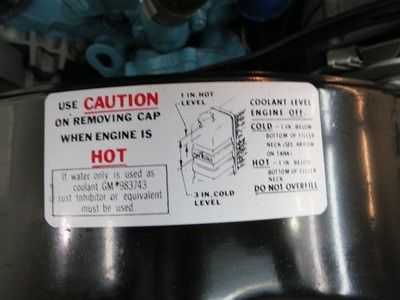 USE CAUTION
ON REMOVING CAP
WHEN ENGINE IS
HOT
If water only is used as
coolant GM #983743
rust inhibitor or equivalent
must be used
1 IN. HOT
LEVEL
3 IN. COLD
LEVEL
COOLANT LEVEL
ENGINE OFF.
COLD - 3 IN BELOW
BOTTOM OF FILLER
NECK (SEE ARROW
ON TANK)
HOT - 1 IN BELOW
BOTTOM OF FILLER
NECK
DO NOT OVERFILL